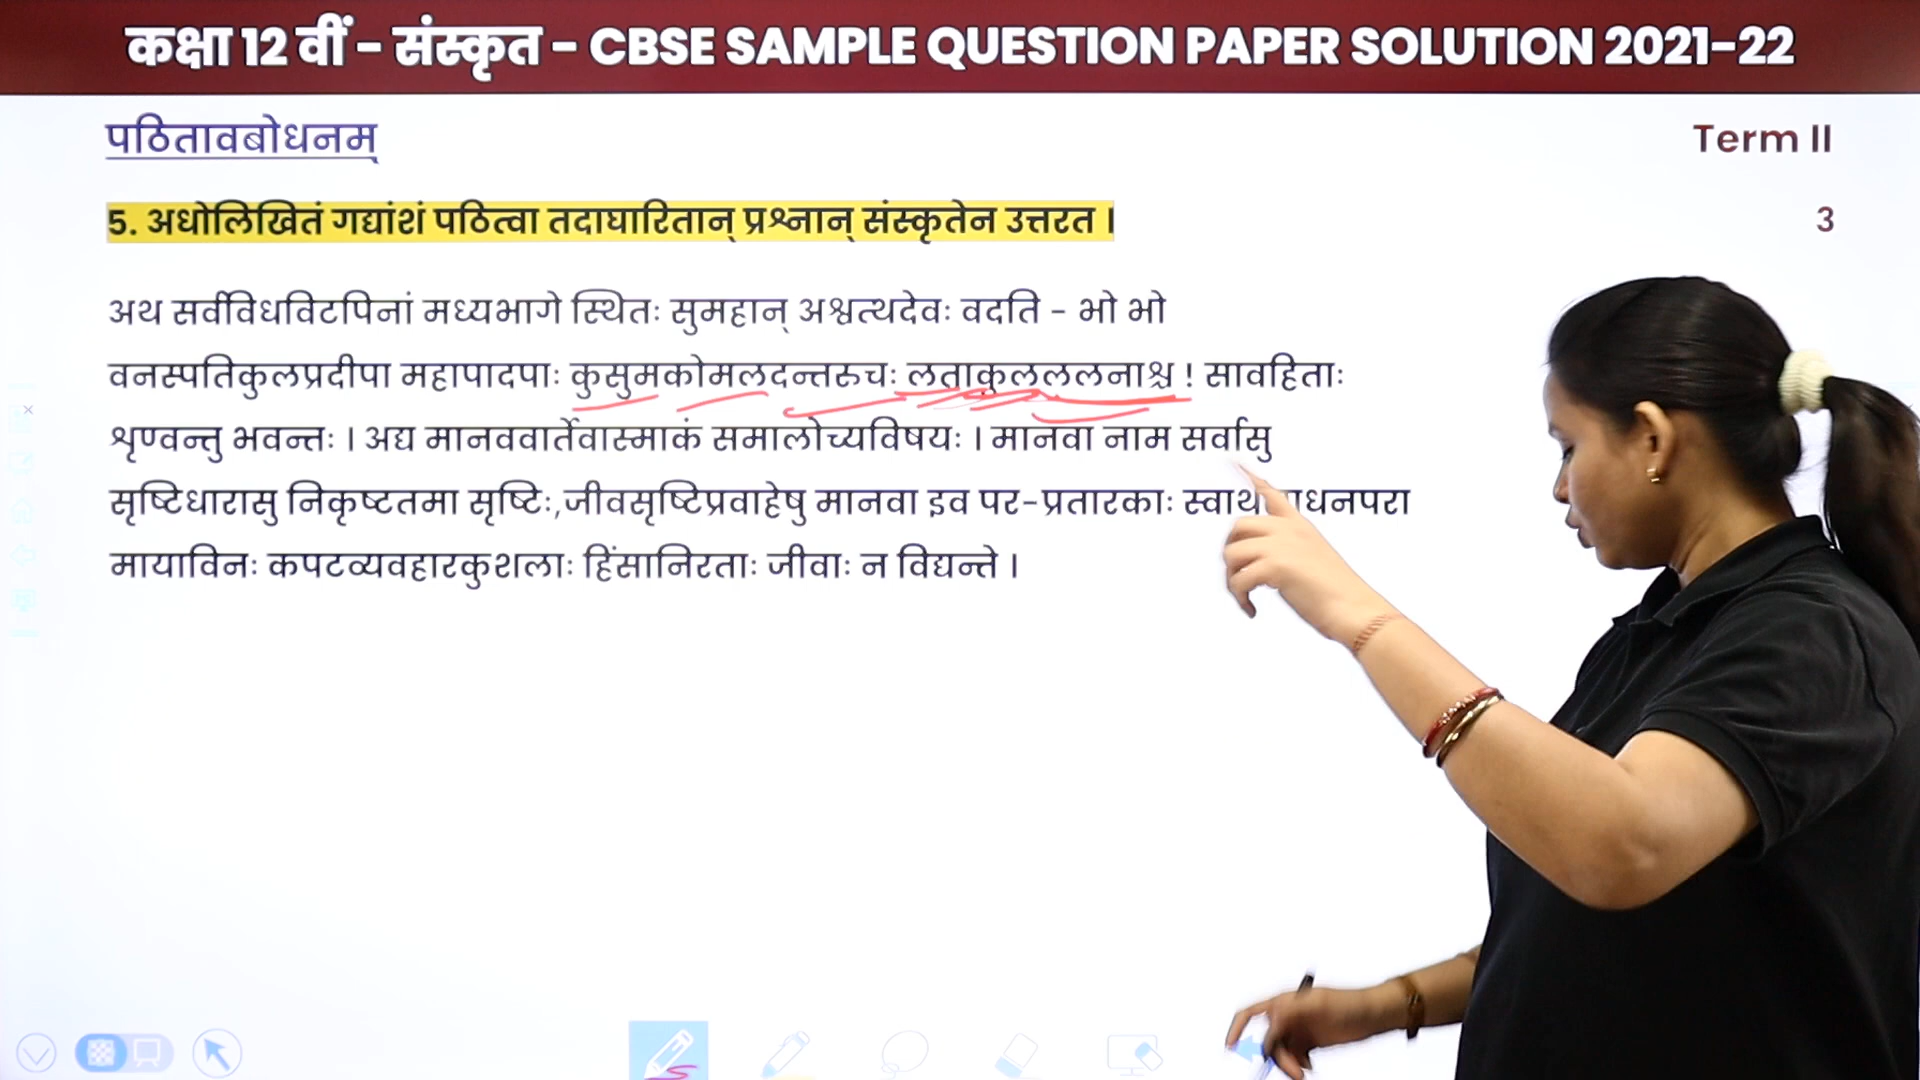 कक्षा 12 वीं - संस्कृत - CBSE SAMPLE QUESTION PAPER SOLUTION 2021-22
पठितावबोधनम्
Term II
5. अधोलिखितं गद्यांशं पठित्वा तदाघारितान् प्रश्नान् संस्कृतेन उत्तरत ।
3
अथ सर्वविधविटपिनां मध्यभागे स्थितः सुमहान् अश्वत्थदेवः वदति - भो भो
वनस्पतिकुलप्रदीपा महापादपाः कुसुमकोमलदन्तरुचः लताकुलललनाश्च ! सावहिताः
श्रृण्वन्तु भवन्तः । अद्य मानववार्तेवास्माकं समालोच्यविषयः । मानवा नाम सर्वासु
सृष्टिधारासु निकृष्टतमा सृष्टिः,जीवसृष्टिप्रवाहेषु मानवा इव पर-प्रतारकाः
मायाविनः कपटव्यवहारकुशलाः हिंसानिरताः जीवाः न विद्यन्ते ।